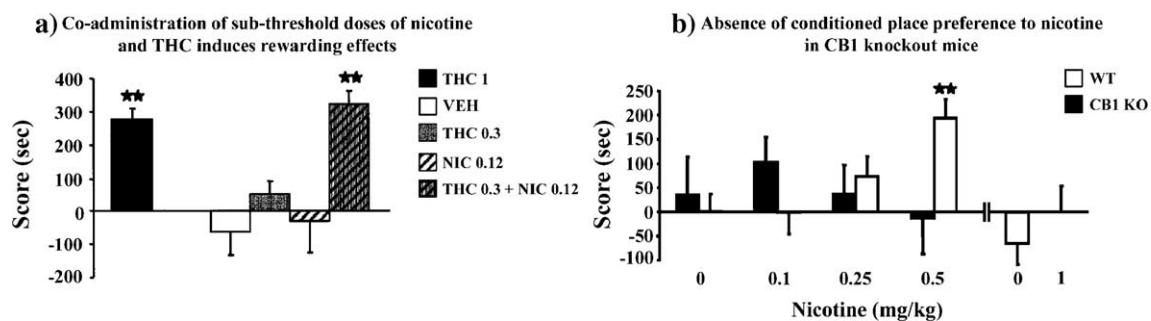 a) Co-administration of sub-threshold doses of nicotine
and THC induces rewarding effects
Score (sec)
400
300
200
100
0
-100
-200
★★
★★
THC 1
VEH
THC 0.3
NIC 0.12
THC 0.3 + NIC 0.12
b) Absence of conditioned place preference to nicotine
in CB1 knockout mice
Score (sec)
250
200
150
100
50
0
-50
-100
★★
WT
CB1 KO
0 0.1 0.25 0.5 0 1
Nicotine (mg/kg)